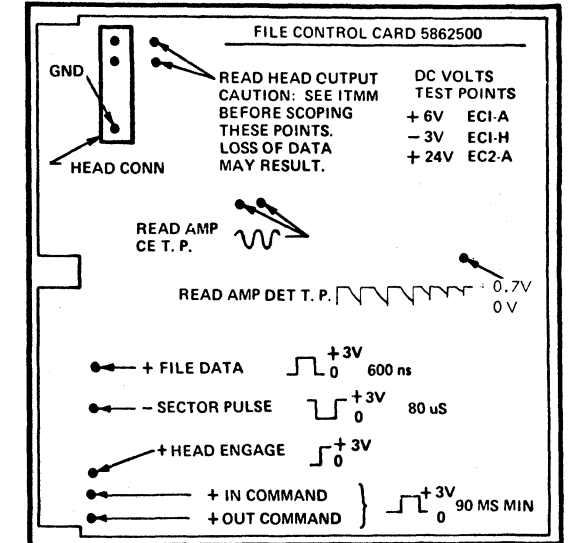 FILE CONTROL CARD 5862500
GND
HEAD CONN
READ HEAD OUTPUT
CAUTION: SEE ITMM
BEFORE SCOPING
THESE POINTS.
LOSS OF DATA
MAY RESULT.
DC VOLTS
TEST POINTS
+ 6V ECI-A
- 3V ECI-H
+ 24V EC2-A
READ AMP
CE T. P.
READ AMP DET T. P.
0.7V
0 V
+ FILE DATA
+ 3V
0
600 ns
- SECTOR PULSE
+ 3V
0
80 uS
+ HEAD ENGAGE
+ 3V
0
+ IN COMMAND
+ OUT COMMAND
+ 3V
0
90 MS MIN